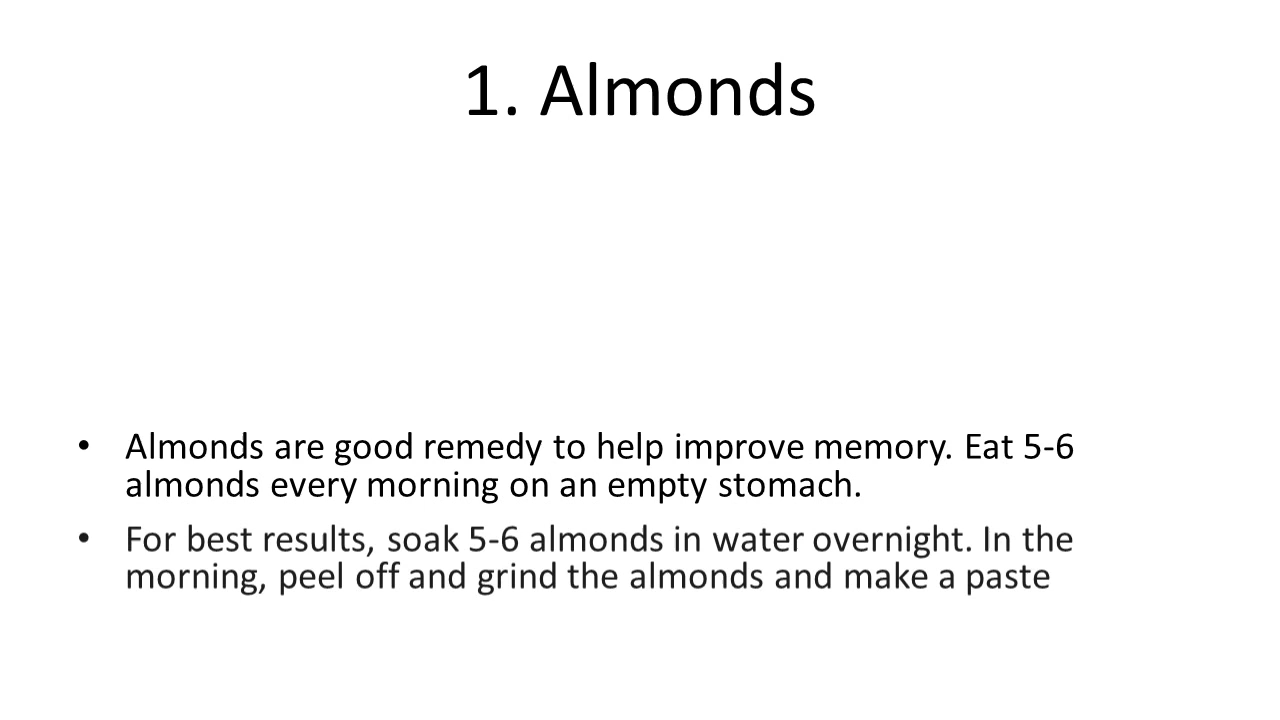 1. Almonds
• Almonds are good remedy to help improve memory. Eat 5-6
almonds every morning on an empty stomach.
• For best results, soak 5-6 almonds in water overnight. In the
morning, peel off and grind the almonds and make a paste